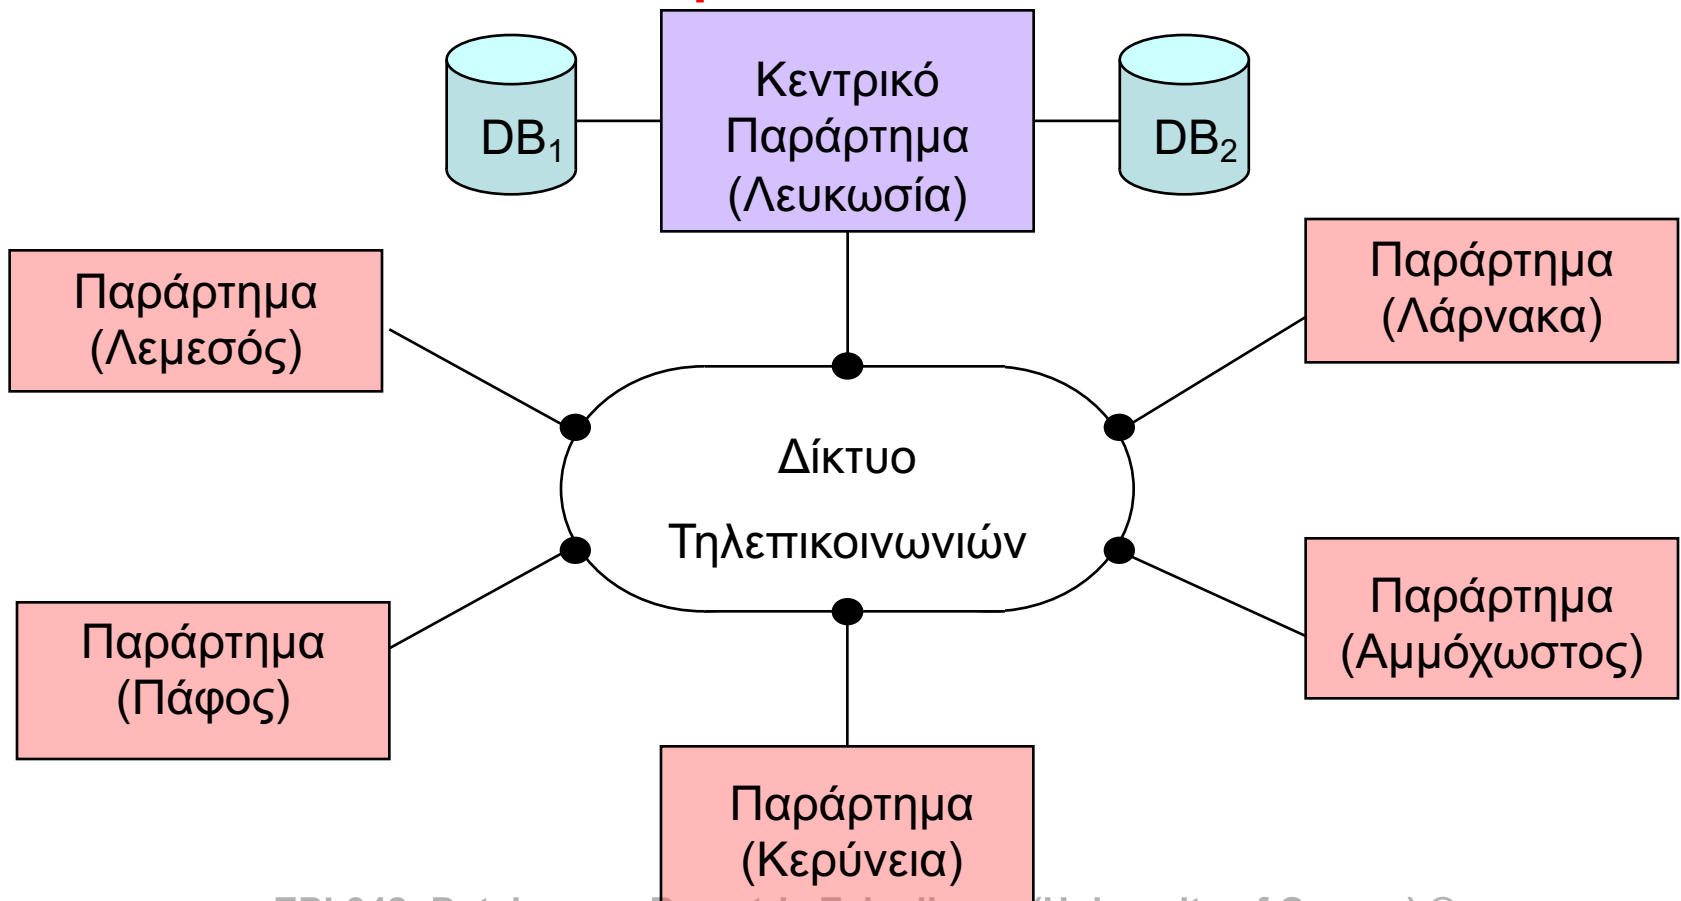 DB1
Κεντρικό
Παράρτημα
(Λευκωσία)
DB2
Παράρτημα
(Λεμεσός)
Παράρτημα
(Λάρνακα)
Δίκτυο
Τηλεπικοινωνιών
Παράρτημα
(Πάφος)
Παράρτημα
(Αμμόχωστος)
Παράρτημα
(Κερύνεια)